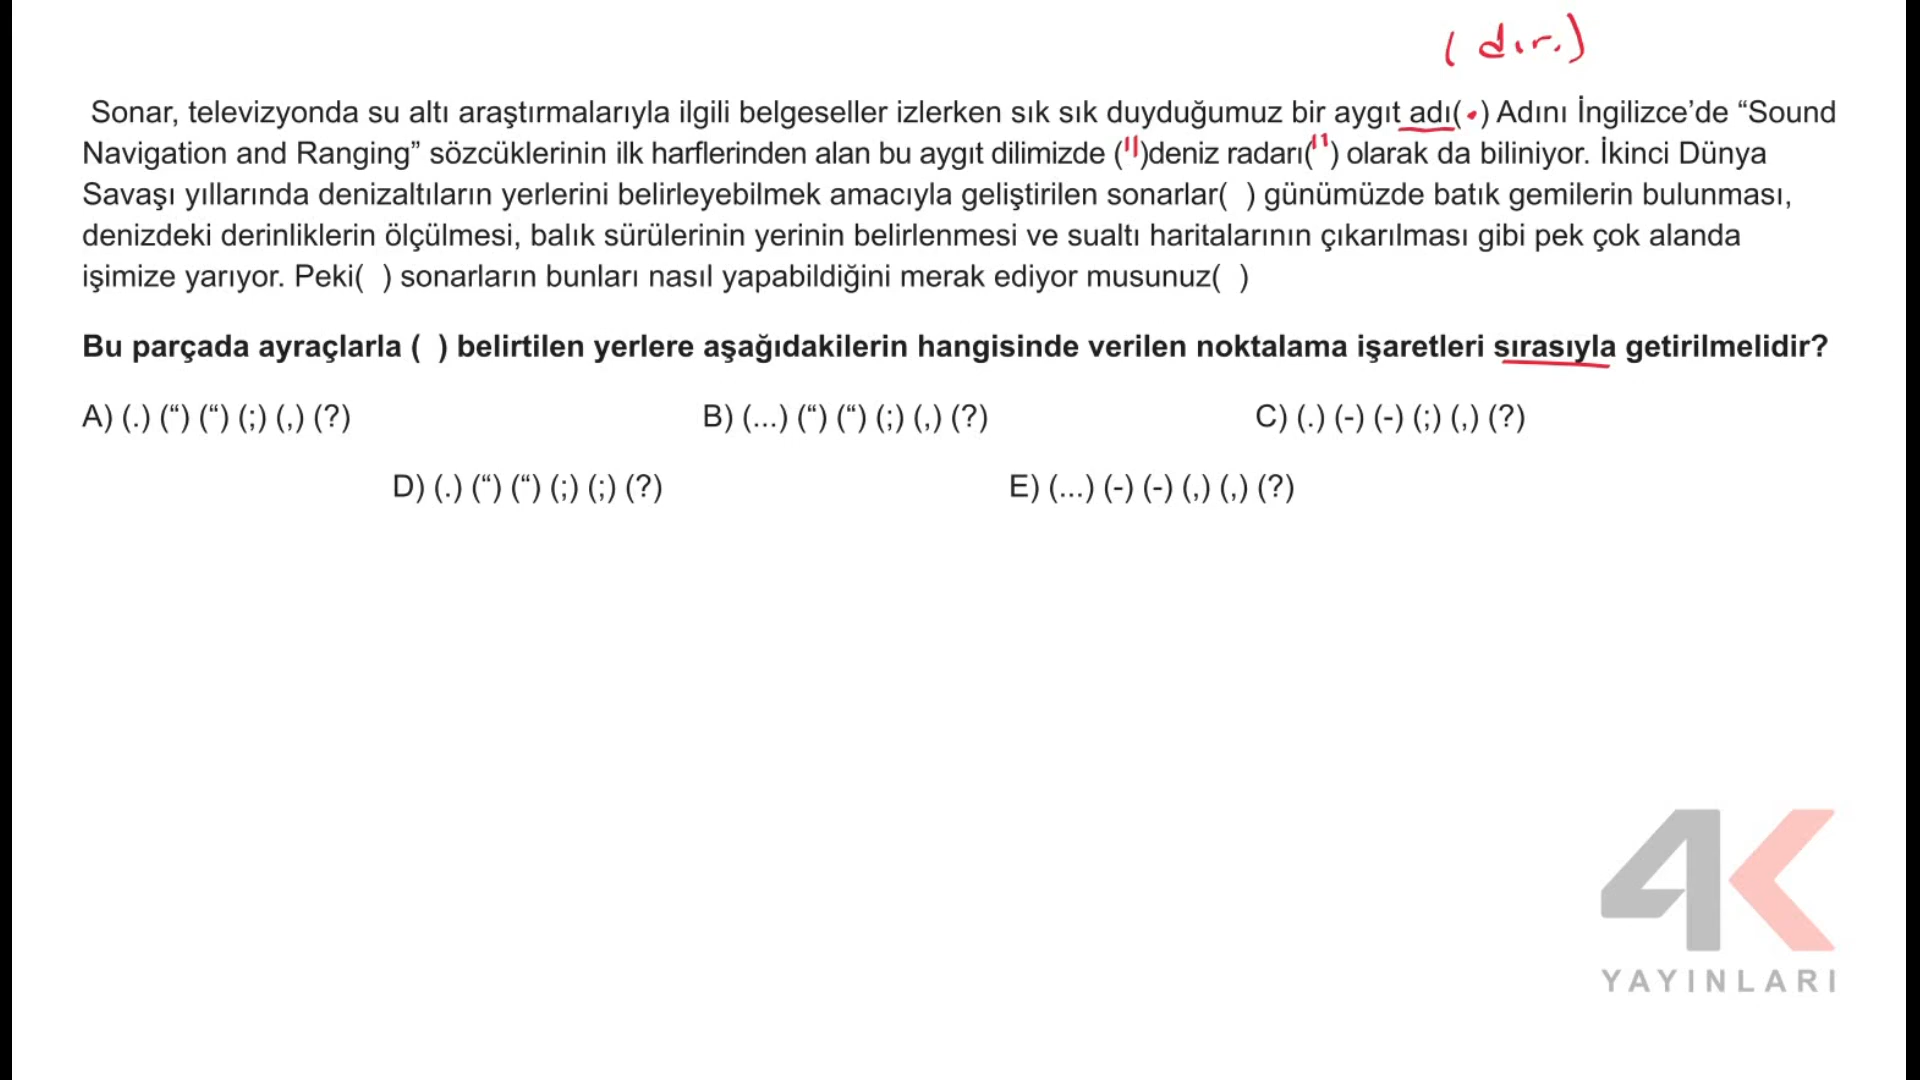 ( dır.)
Sonar, televizyonda su altı araştırmalarıyla ilgili belgeseller izlerken sık sık duyduğumuz bir aygıt adı(.) Adını İngilizce’de “Sound
Navigation and Ranging” sözcüklerinin ilk harflerinden alan bu aygıt dilimizde (")deniz radarı(") olarak da biliniyor. İkinci Dünya
Savaşı yıllarında denizaltıların yerlerini belirleyebilmek amacıyla geliştirilen sonarlar( ) günümüzde batık gemilerin bulunması,
denizdeki derinliklerin ölçülmesi, balık sürülerinin yerinin belirlenmesi ve sualtı haritalarının çıkarılması gibi pek çok alanda
işimize yarıyor. Peki( ) sonarların bunları nasıl yapabildiğini merak ediyor musunuz( )
Bu parçada ayraçlarla ( ) belirtilen yerlere aşağıdakilerin hangisinde verilen noktalama işaretleri sırasıyla getirilmelidir?
A) (.) (“) (“) (;) (,) (?) B) (...) (“) (“) (;) (,) (?) C) (.) (-) (-) (;) (,) (?)
D) (.) (“) (“) (;) (;) (?) E) (...) (-) (-) (,) (,) (?)
4K
YAYINLARI